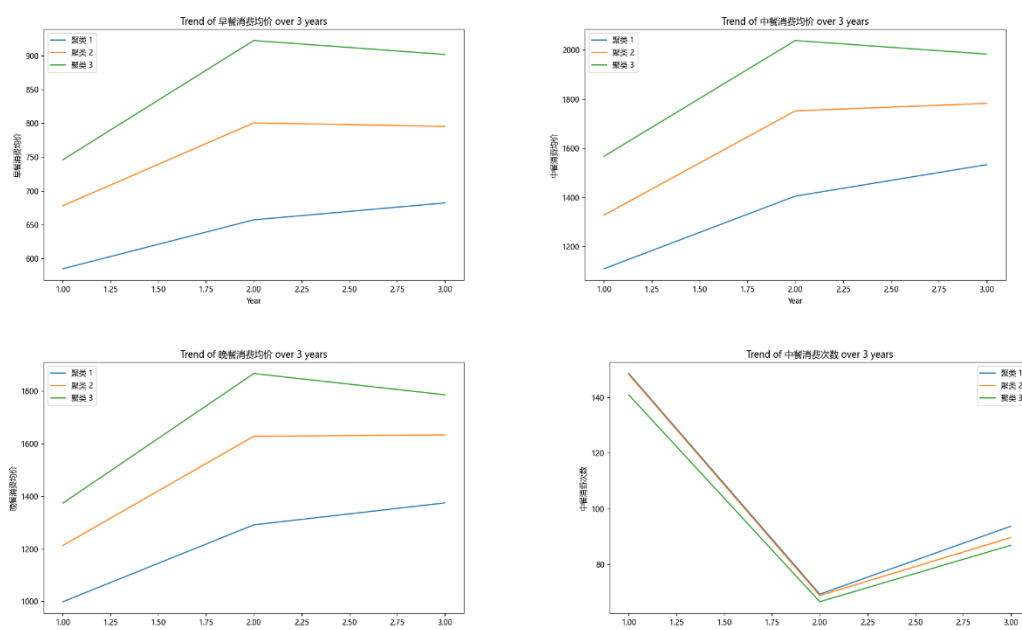 Trend of 早餐消费均价 over 3 years
聚类 1
聚类 2
聚类 3
早餐消费均价
900
850
800
750
700
650
600
1.00 1.25 1.50 1.75 2.00 2.25 2.50 2.75 3.00
Year
Trend of 中餐消费均价 over 3 years
聚类 1
聚类 2
聚类 3
中餐消费均价
2000
1800
1600
1400
1200
1.00 1.25 1.50 1.75 2.00 2.25 2.50 2.75 3.00
Year
Trend of 晚餐消费均价 over 3 years
聚类 1
聚类 2
聚类 3
晚餐消费均价
1800
1600
1400
1200
1000
1.00 1.25 1.50 1.75 2.00 2.25 2.50 2.75 3.00
Trend of 中餐消费次数 over 3 years
聚类 1
聚类 2
聚类 3
中餐消费次数
140
120
100
80
1.00 1.25 1.50 1.75 2.00 2.25 2.50 2.75 3.00